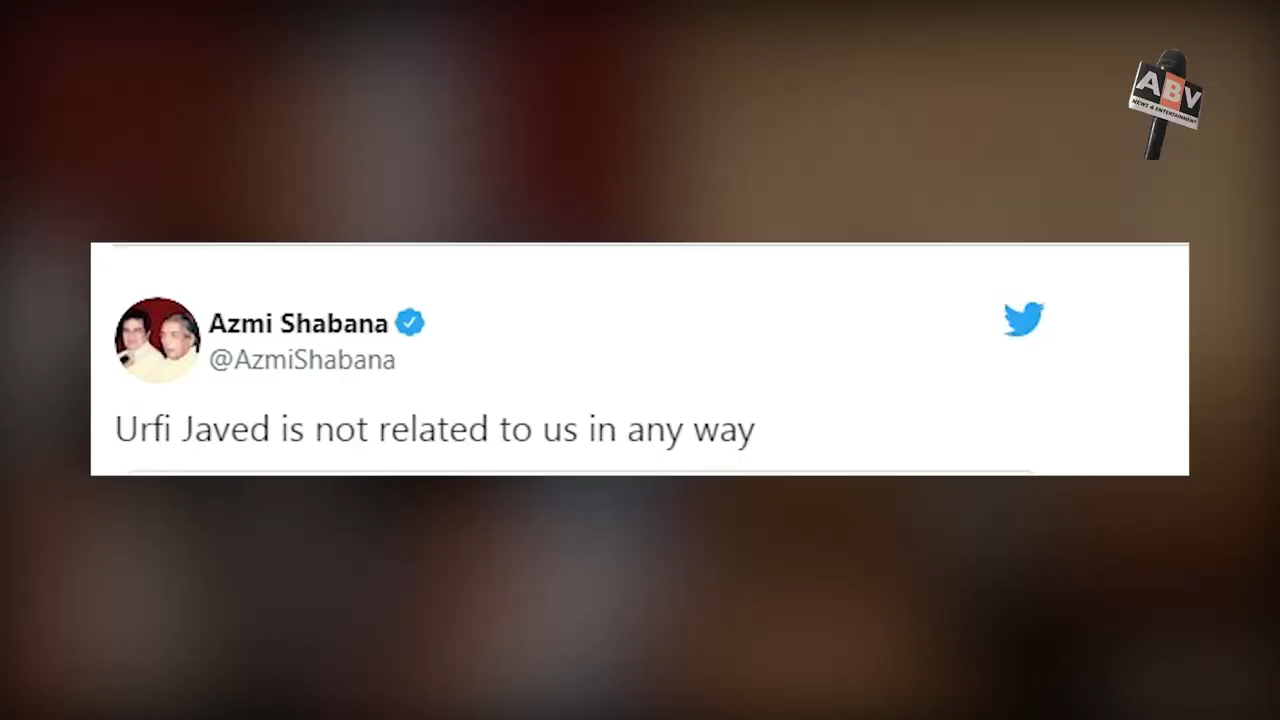 ABV
NEWS & ENTERTAINMENT
Azmi Shabana
@AzmiShabana
Urfi Javed is not related to us in any way